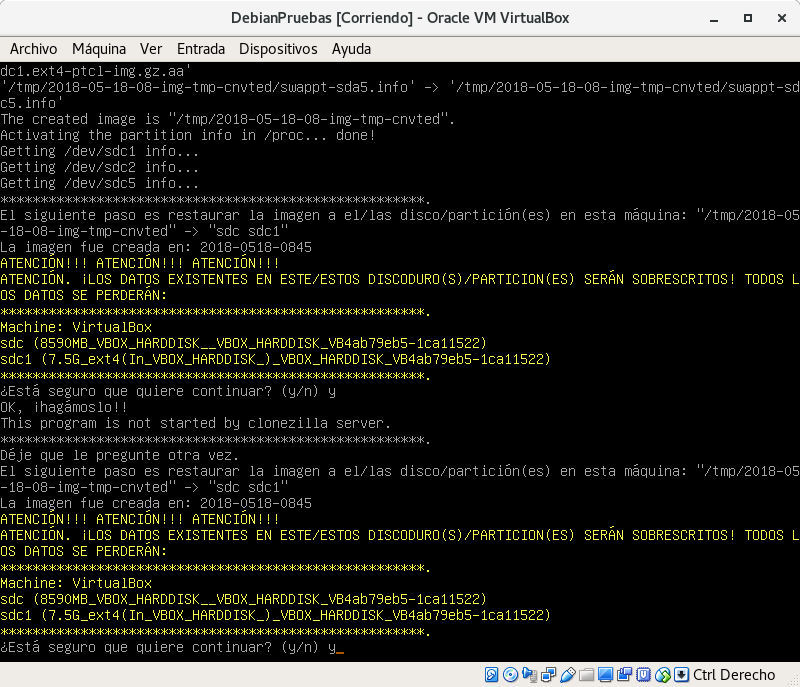 DebianPruebas [Corriendo] - Oracle VM VirtualBox
Archivo Máquina Ver Entrada Dispositivos Ayuda
dc1.ext4-ptcl-img.gz.aa'
'/tmp/2018-05-18-08-img-tmp-cnvted/swappt-sda5.info' -> '/tmp/2018-05-18-08-img-tmp-cnvted/swappt-sd
c5.info'
The created image is "/tmp/2018-05-18-08-img-tmp-cnvted".
Activating the partition info in /proc... done!
Getting /dev/sdc1 info...
Getting /dev/sdc2 info...
Getting /dev/sdc5 info...
*****************************************************.
El siguiente paso es restaurar la imagen a el/las disco/partición(es) en esta máquina: "/tmp/2018-05
-18-08-img-tmp-cnvted" -> "sdc sdc1"
La imagen fue creada en: 2018-0518-0845
ATENCIÓN!!! ATENCIÓN!!! ATENCIÓN!!!
ATENCIÓN. ¡LOS DATOS EXISTENTES EN ESTE/ESTOS DISCODURO(S)/PARTICION(ES) SERÁN SOBRESCRITOS! TODOS L
OS DATOS SE PERDERÁN:
*****************************************************.
Machine: VirtualBox
sdc (8590MB_VBOX_HARDDISK__VBOX_HARDDISK_VB4ab79eb5-1ca11522)
sdc1 (7.5G_ext4(In_VBOX_HARDDISK_)_VBOX_HARDDISK_VB4ab79eb5-1ca11522)
*****************************************************.
¿Está seguro que quiere continuar? (y/n) y
OK, ¡hagámoslo!!
This program is not started by clonezilla server.
*****************************************************.
Déje que le pregunte otra vez.
El siguiente paso es restaurar la imagen a el/las disco/partición(es) en esta máquina: "/tmp/2018-05
-18-08-img-tmp-cnvted" -> "sdc sdc1"
La imagen fue creada en: 2018-0518-0845
ATENCIÓN!!! ATENCIÓN!!! ATENCIÓN!!!
ATENCIÓN. ¡LOS DATOS EXISTENTES EN ESTE/ESTOS DISCODURO(S)/PARTICION(ES) SERÁN SOBRESCRITOS! TODOS L
OS DATOS SE PERDERÁN:
*****************************************************.
Machine: VirtualBox
sdc (8590MB_VBOX_HARDDISK__VBOX_HARDDISK_VB4ab79eb5-1ca11522)
sdc1 (7.5G_ext4(In_VBOX_HARDDISK_)_VBOX_HARDDISK_VB4ab79eb5-1ca11522)
*****************************************************.
¿Está seguro que quiere continuar? (y/n) y_
Ctrl Derecho